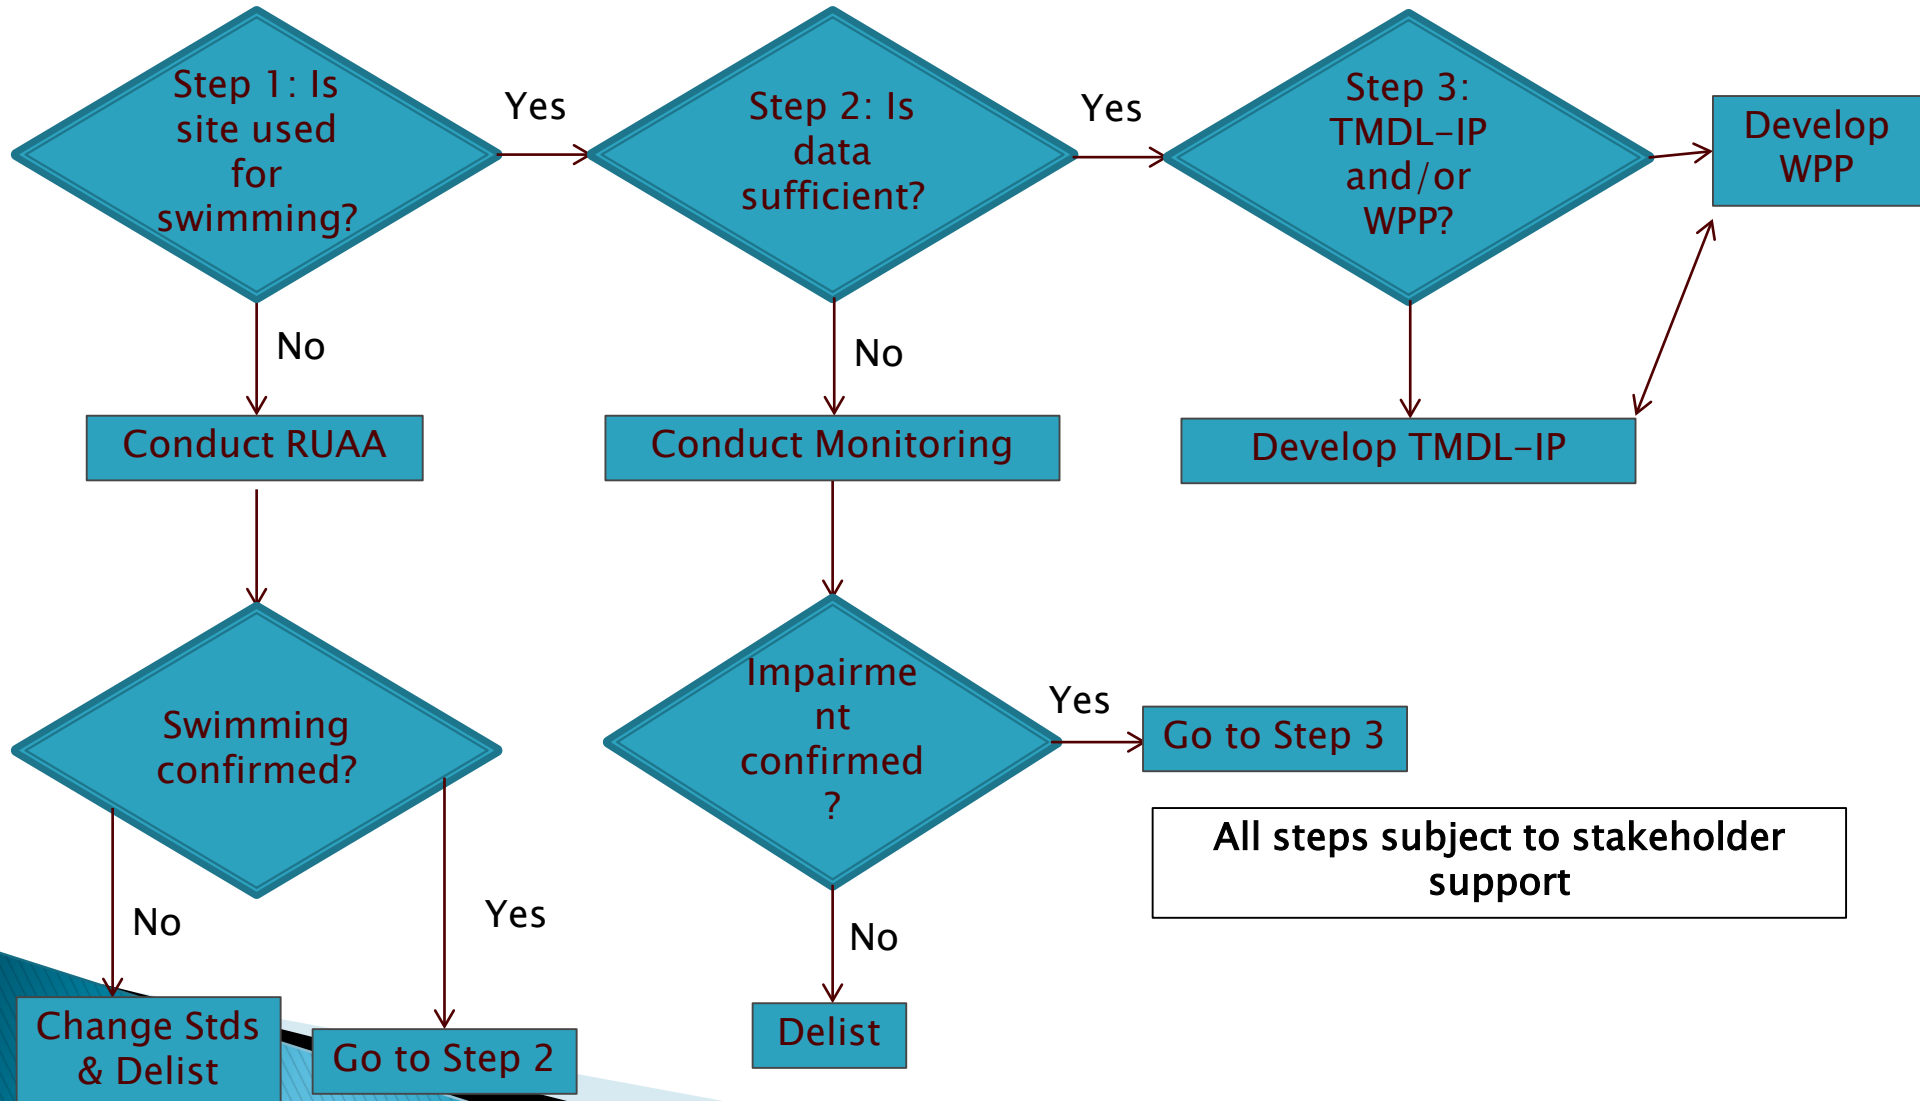 Step 1: Is
site used
for
swimming?
Yes
Step 2: Is
data
sufficient?
Yes
Step 3:
TMDL-IP
and/or
WPP?
Develop
WPP
No
No
Conduct RUAA
Conduct Monitoring
Develop TMDL-IP
Swimming
confirmed?
Impairme
nt
confirmed
?
Yes
Go to Step 3
All steps subject to stakeholder
support
No
Yes
No
Change Stds
& Delist
Go to Step 2
Delist